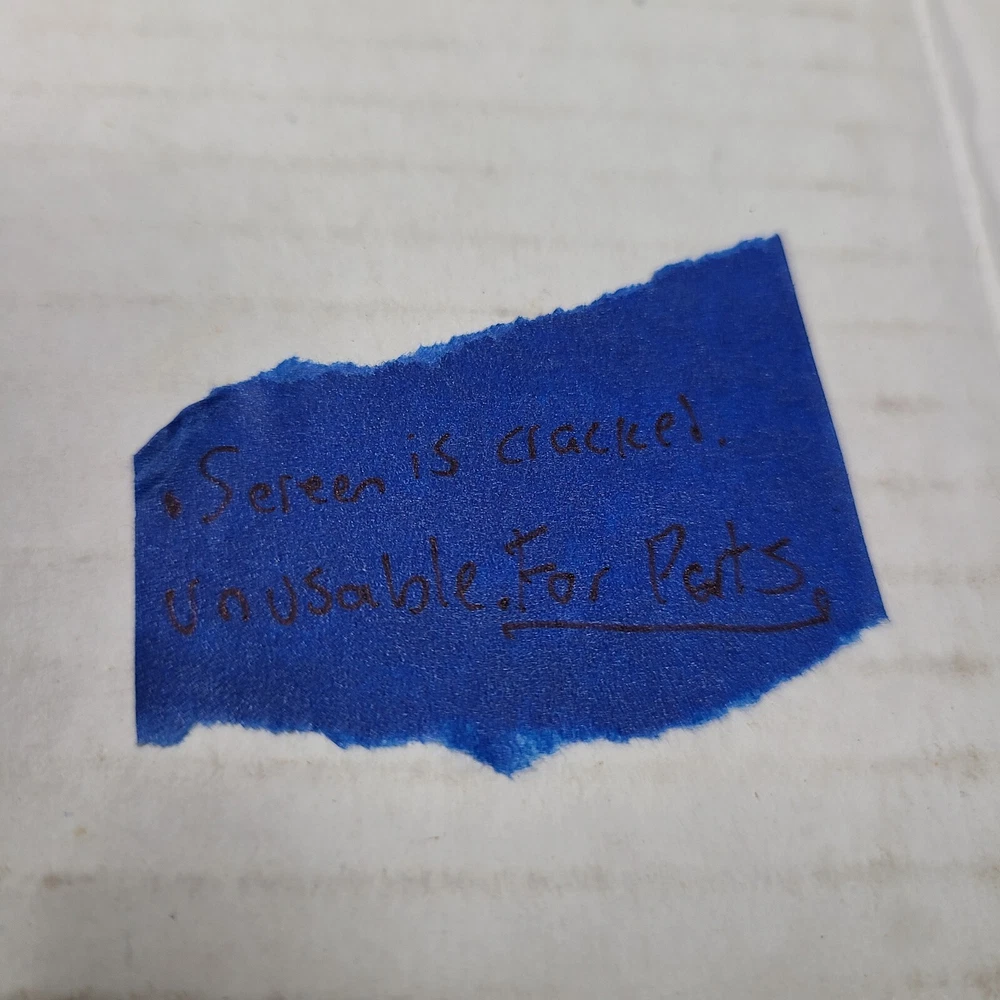 • Screen is cracked.
unusable. For Parts.